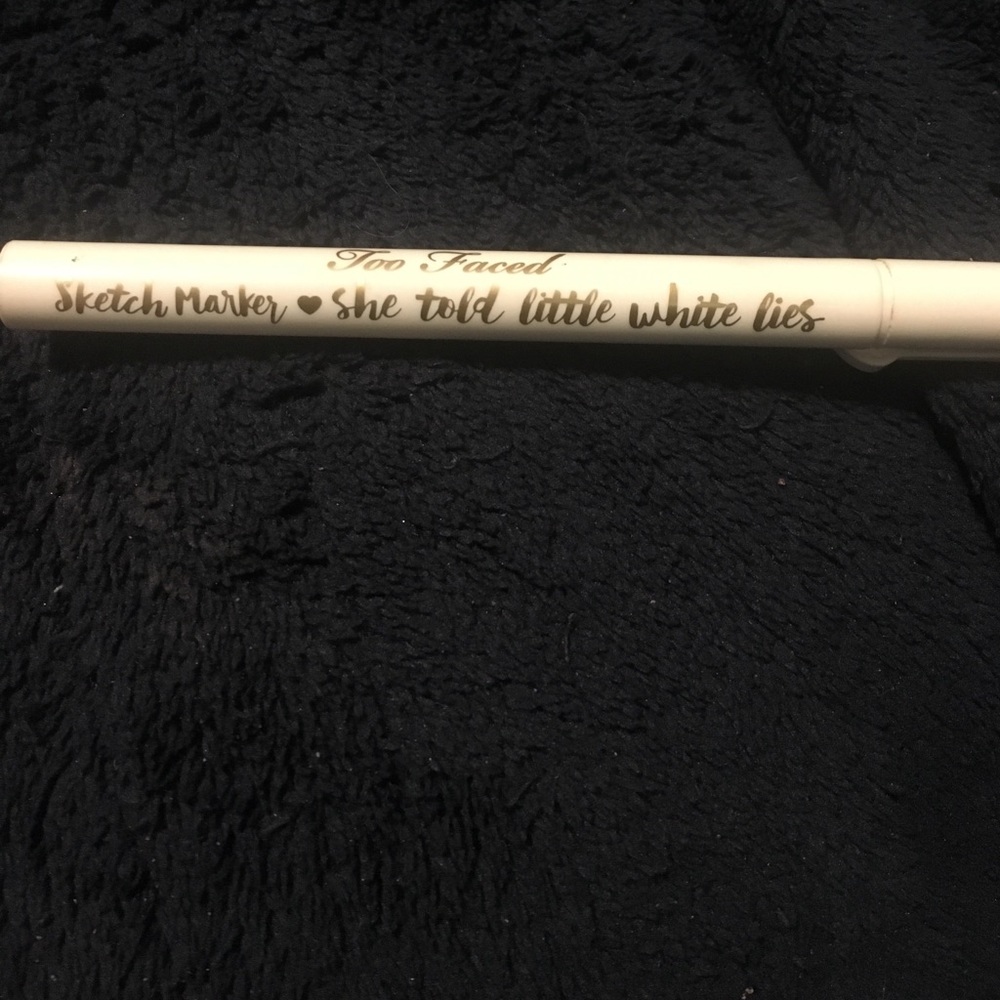 Too Faced
Sketch Marker ♥ she told little white lies